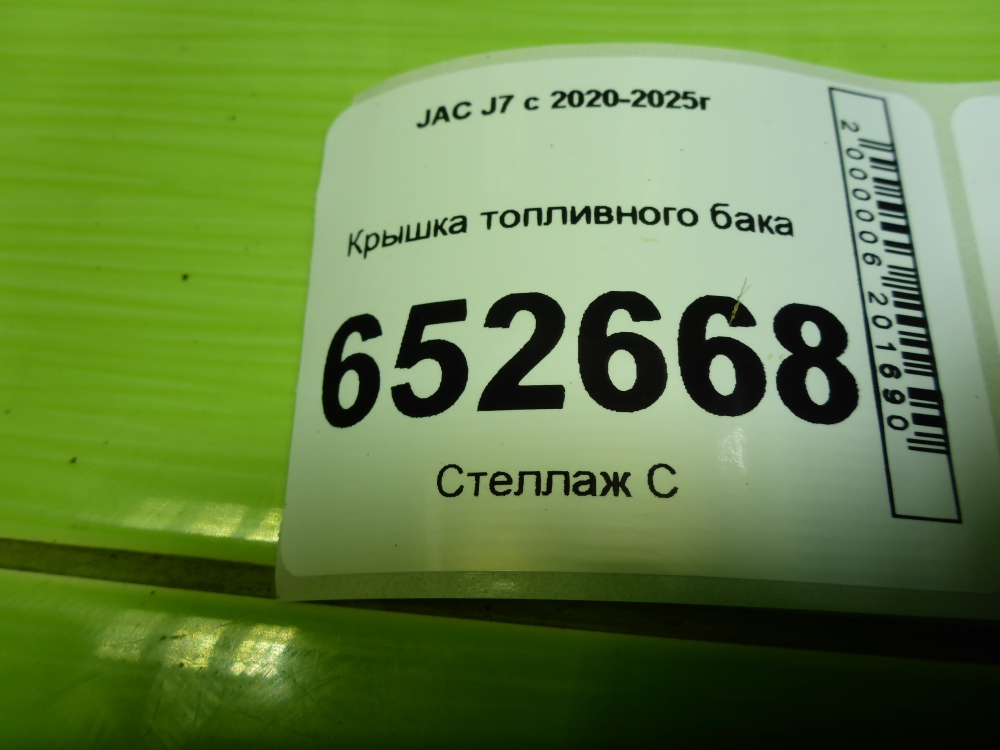 JAC J7 с 2020-2025г
Крышка топливного бака
652668
Стеллаж С
2000006201690